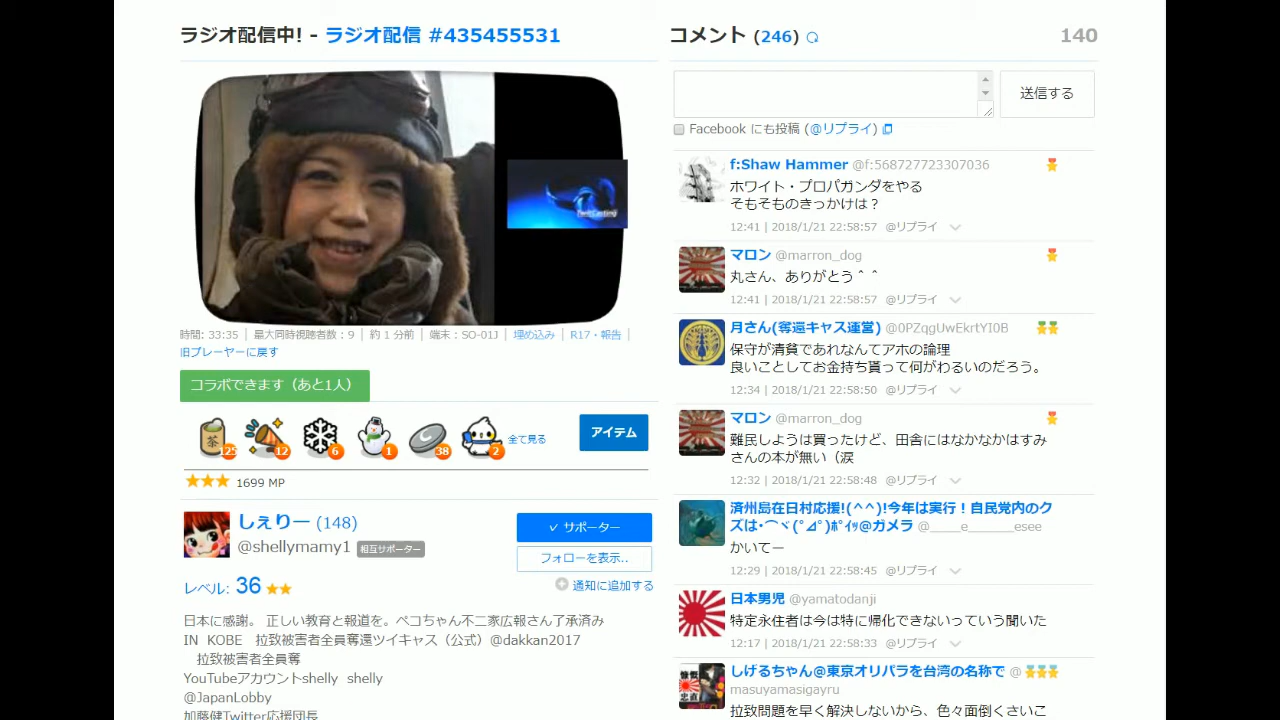 ラジオ配信中! - ラジオ配信 #435455531
TwitCasting
時間: 33:35 | 最大同時視聴者数 : 9 | 約 1 分前 | 端末 : SO-01J | 埋め込み | R17・報告 |
旧プレーヤーに戻す
コラボできます（あと1人）
茶
125
12
6
1
38
2
全て見る
アイテム
1699 MP
しぇりー (148)
@shellymamy1 相互サポーター
✓ サポーター
フォローを表示..
通知に追加する
レベル: 36
日本に感謝。 正しい教育と報道を。ペコちゃん不二家広報さん了承済み
IN KOBE 拉致被害者全員奪還ツイキャス（公式）@dakkan2017
拉致被害者全員奪
YouTubeアカウントshelly shelly
@JapanLobby
加藤健Twitter応援団長
コメント (246)
140
送信する
Facebook にも投稿 (@リプライ)
f:Shaw Hammer @f:568727723307036
ホワイト・プロパガンダをやる
そもそものきっかけは？
12:41 | 2018/1/21 22:58:57 @リプライ
マロン @marron_dog
丸さん、ありがとう＾＾
12:41 | 2018/1/21 22:58:57 @リプライ
月さん(奪還キャス運営) @0PZqgUwEkrtYI0B
保守が清貧であれなんてアホの論理
良いことしてお金持ち貰って何がわるいのだろう。
12:34 | 2018/1/21 22:58:50 @リプライ
マロン @marron_dog
難民しようは買ったけど、田舎にはなかなかはすみ
さんの本が無い（涙
12:32 | 2018/1/21 22:58:48 @リプライ
済州島在日村応援!(^^)!今年は実行！自民党内のク
ズは･⌒ヾ(ﾟ⊿ﾟ)ﾎﾟｲｯ@ガメラ @____e_______esee
かいてー
12:29 | 2018/1/21 22:58:45 @リプライ
日本男児 @yamatodanji
特定永住者は今は特に帰化できないっていう聞いた
12:17 | 2018/1/21 22:58:33 @リプライ
しげるちゃん@東京オリパラを台湾の名称で @
masuyamasigayru
拉致問題を早く解決しないから、色々面倒くさいこ